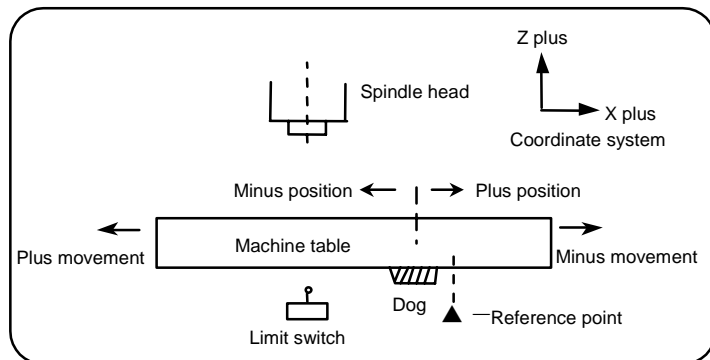 Z plus
Spindle head
X plus
Coordinate system
Minus position
Plus position
Plus movement
Machine table
Minus movement
Dog
Limit switch
Reference point